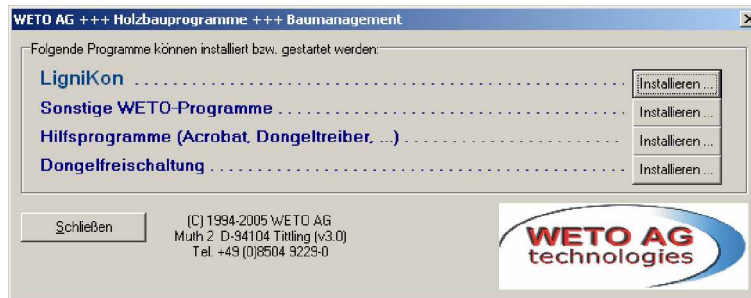 WETO AG +++ Holzbauprogramme +++ Baumanagement
Folgende Programme können installiert bzw. gestartet werden:
LigniKon Installieren ...
Sonstige WETO-Programme Installieren ...
Hilfsprogramme (Acrobat, Dongeltreiber, ...) Installieren ...
Dongelfreischaltung Installieren ...
Schließen
(C) 1994-2005 WETO AG
Muth 2 D-94104 Tittling (v3.0)
Tel. +49 (0)8504 9229-0
WETO AG
technologies